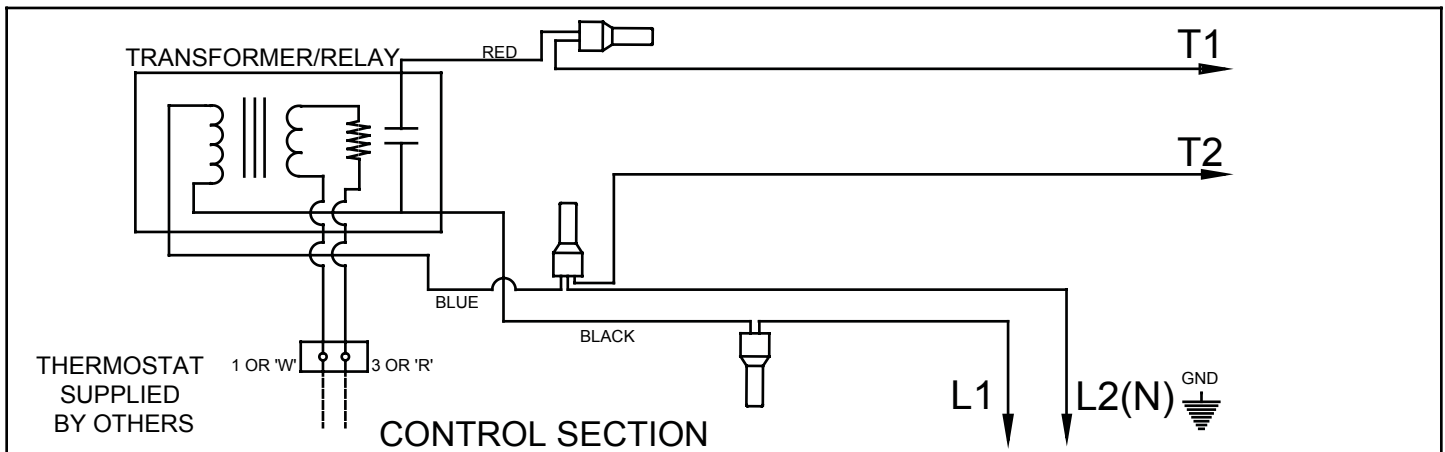 T1
RED
TRANSFORMER/RELAY
T2
BLUE
BLACK
THERMOSTAT
SUPPLIED
BY OTHERS
1 OR 'W'
3 OR 'R'
L1
L2(N)
GND
CONTROL SECTION